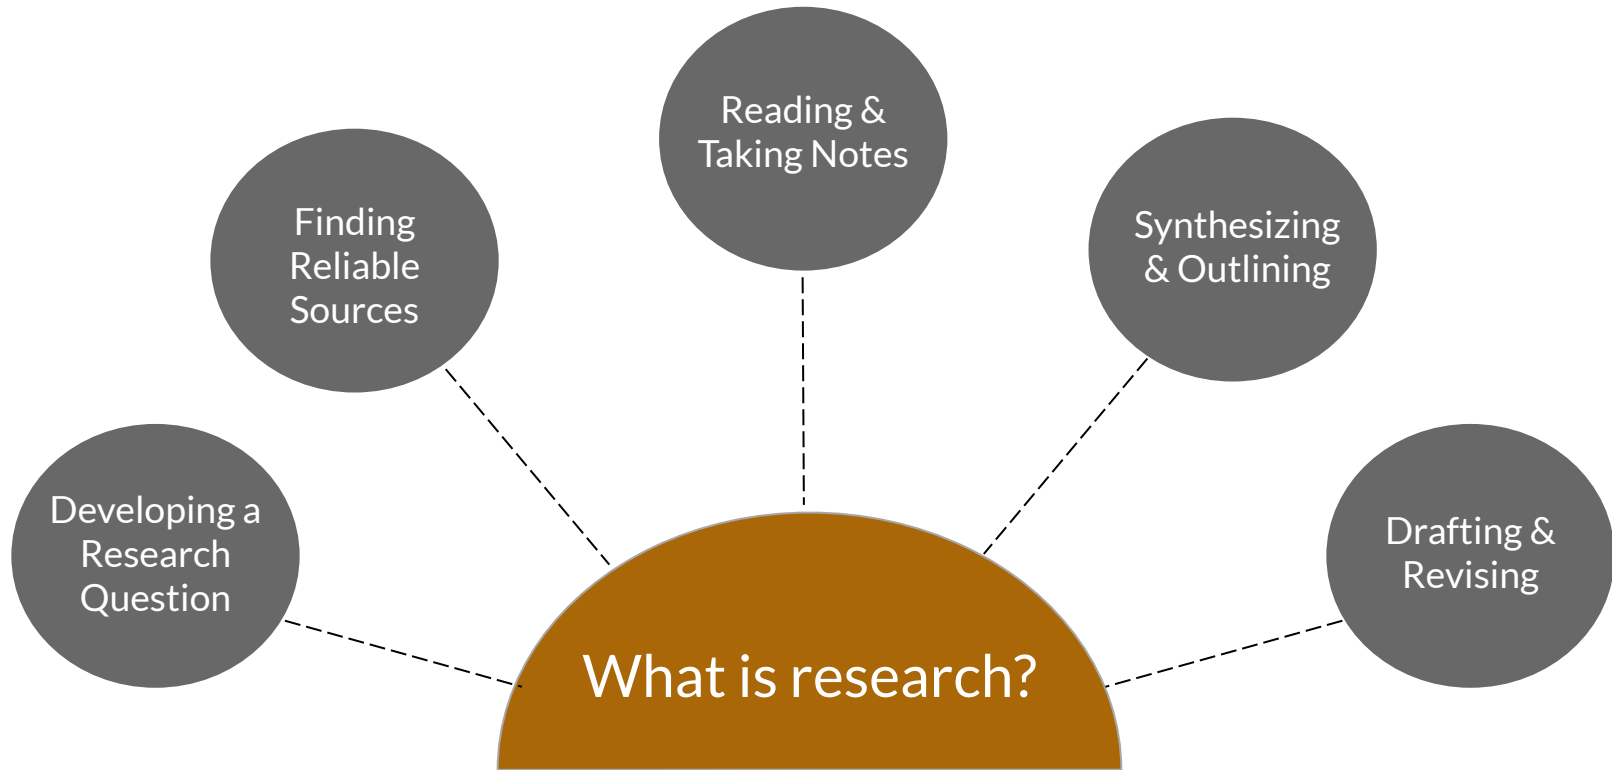 Reading &
Taking Notes
Finding
Reliable
Sources
Synthesizing
& Outlining
Developing a
Research
Question
Drafting &
Revising
What is research?